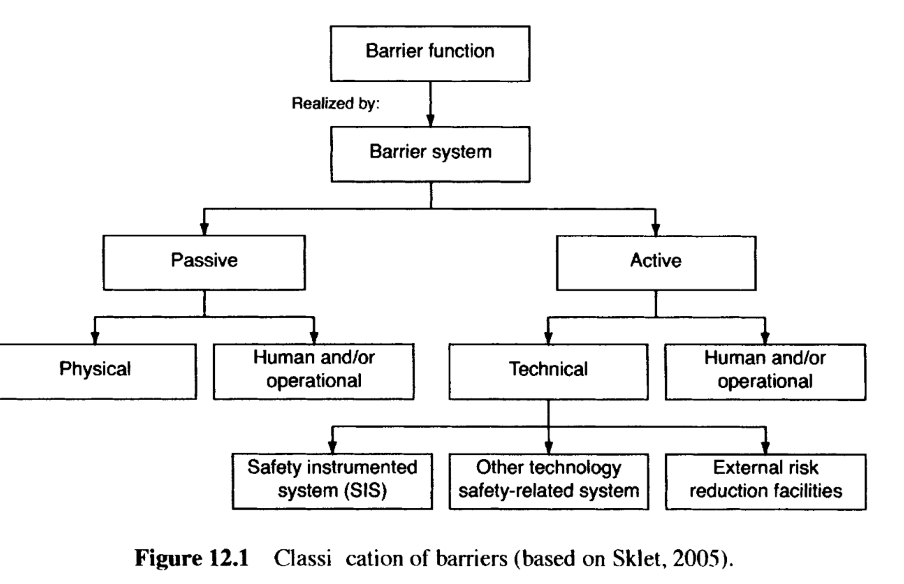 Barrier function
Realized by:
Barrier system
Passive
Active
Physical
Human and/or
operational
Technical
Human and/or
operational
Safety instrumented
system (SIS)
Other technology
safety-related system
External risk
reduction facilities
Figure 12.1 Classi cation of barriers (based on Sklet, 2005).